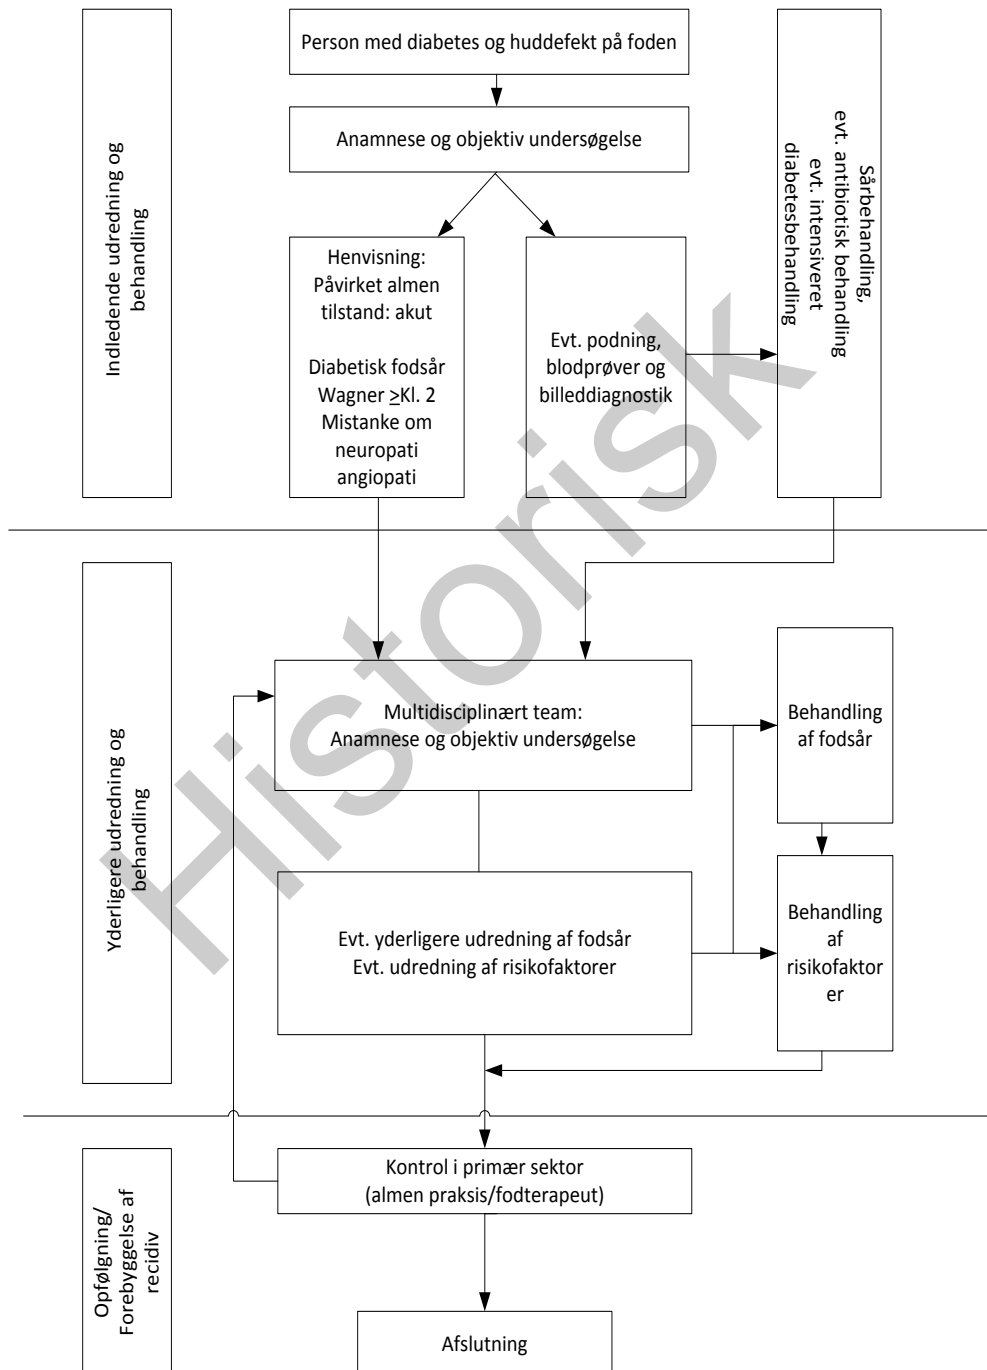 Person med diabetes og huddefekt på foden
Anamnese og objektiv undersøgelse
Indledende udredning og
behandling
Henvisning:
Påvirket almen
tilstand: akut
Diabetisk fodsår
Wagner ≥Kl. 2
Mistanke om
neuropati
angiopati
Evt. podning,
blodprøver og
billeddiagnostik
Sårbehandling,
evt. antibiotisk behandling
evt. intensiveret
diabetesbehandling
Yderligere udredning og
behandling
Multidisciplinært team:
Anamnese og objektiv undersøgelse
Behandling
af fodsår
Evt. yderligere udredning af fodsår
Evt. udredning af risikofaktorer
Behandling
af
risikofaktor
er
Opfølgning/
Forebyggelse af
recidiv
Kontrol i primær sektor
(almen praksis/fodterapeut)
Afslutning
Historisk